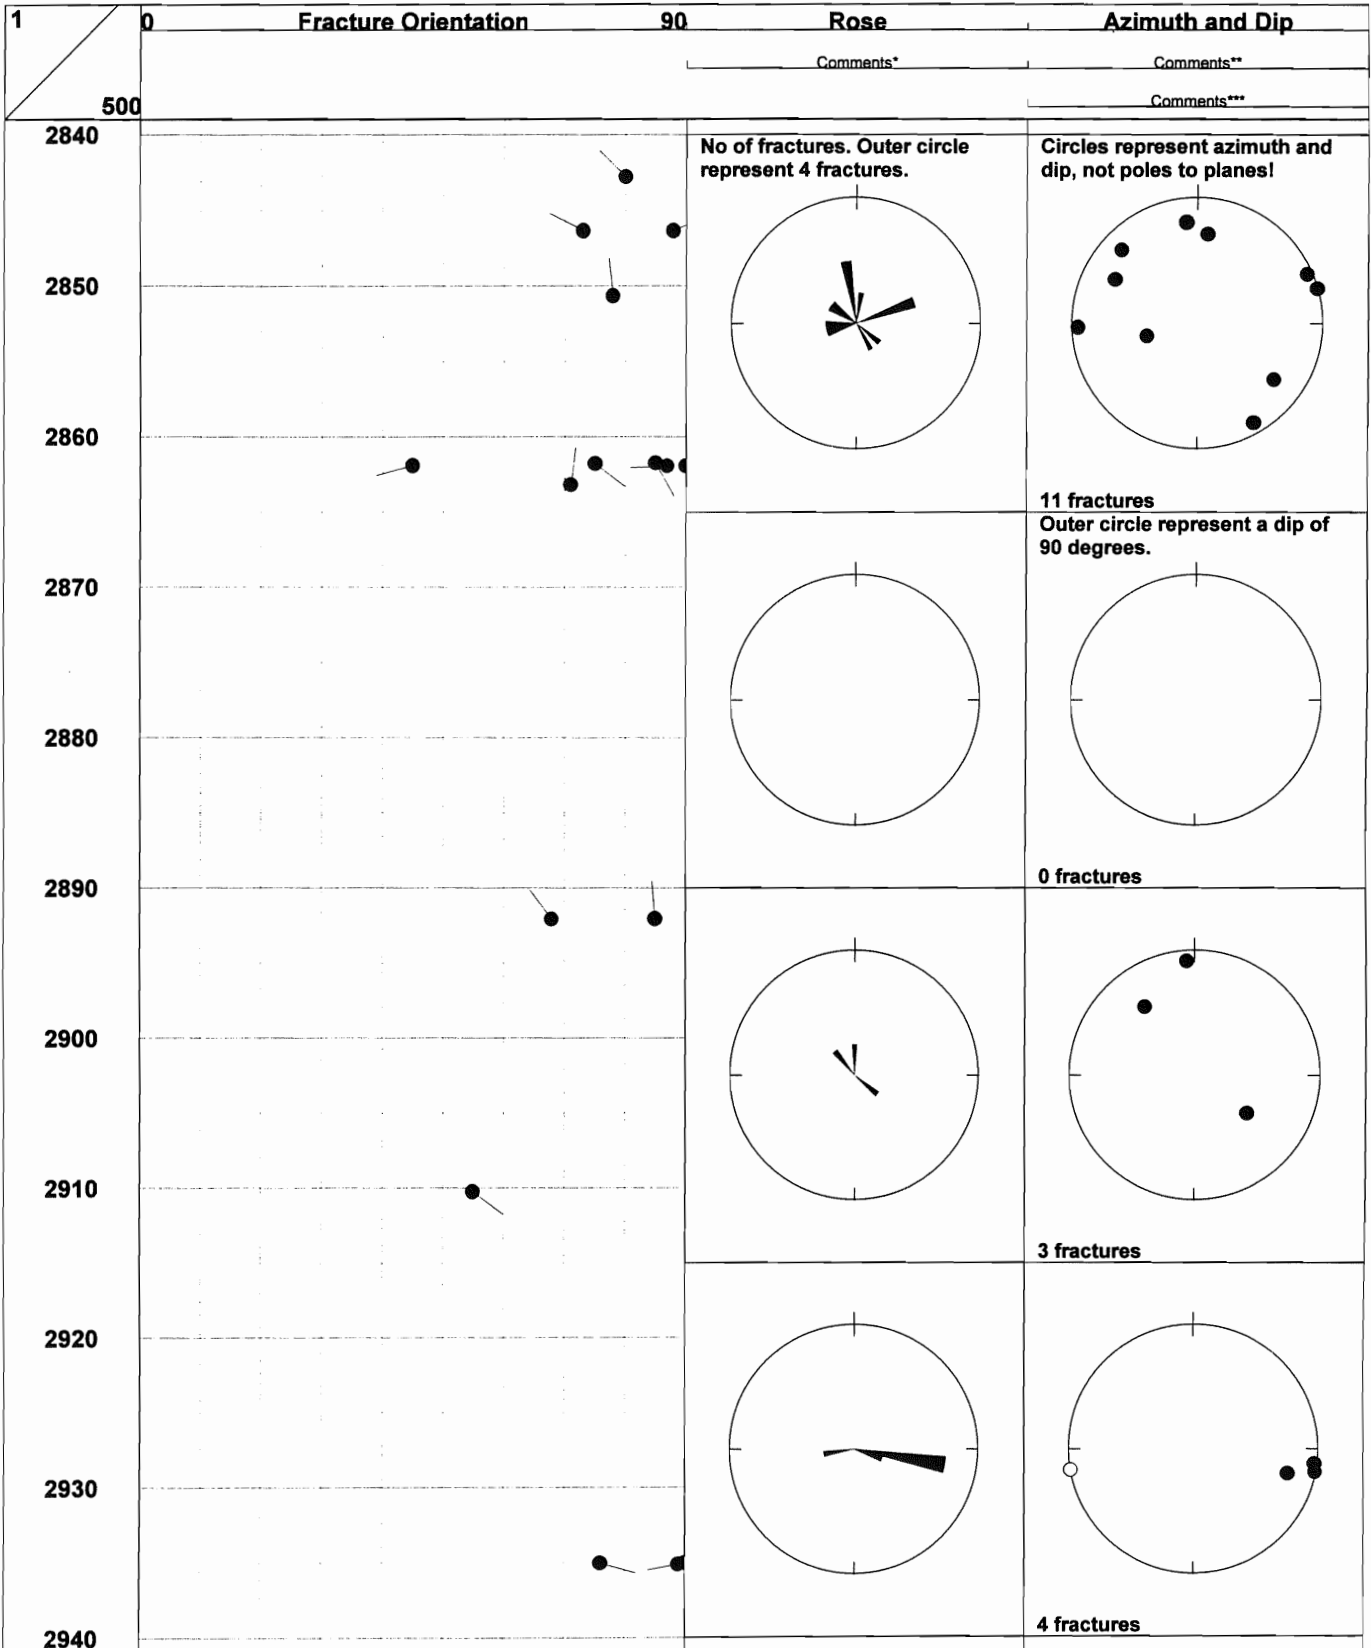 1
500
0 Fracture Orientation 90
Rose
Azimuth and Dip
Comments*
Comments**
Comments***
2840
2850
2860
2870
2880
2890
2900
2910
2920
2930
2940
No of fractures. Outer circle
represent 4 fractures.
Circles represent azimuth and
dip, not poles to planes!
11 fractures
Outer circle represent a dip of
90 degrees.
0 fractures
3 fractures
4 fractures